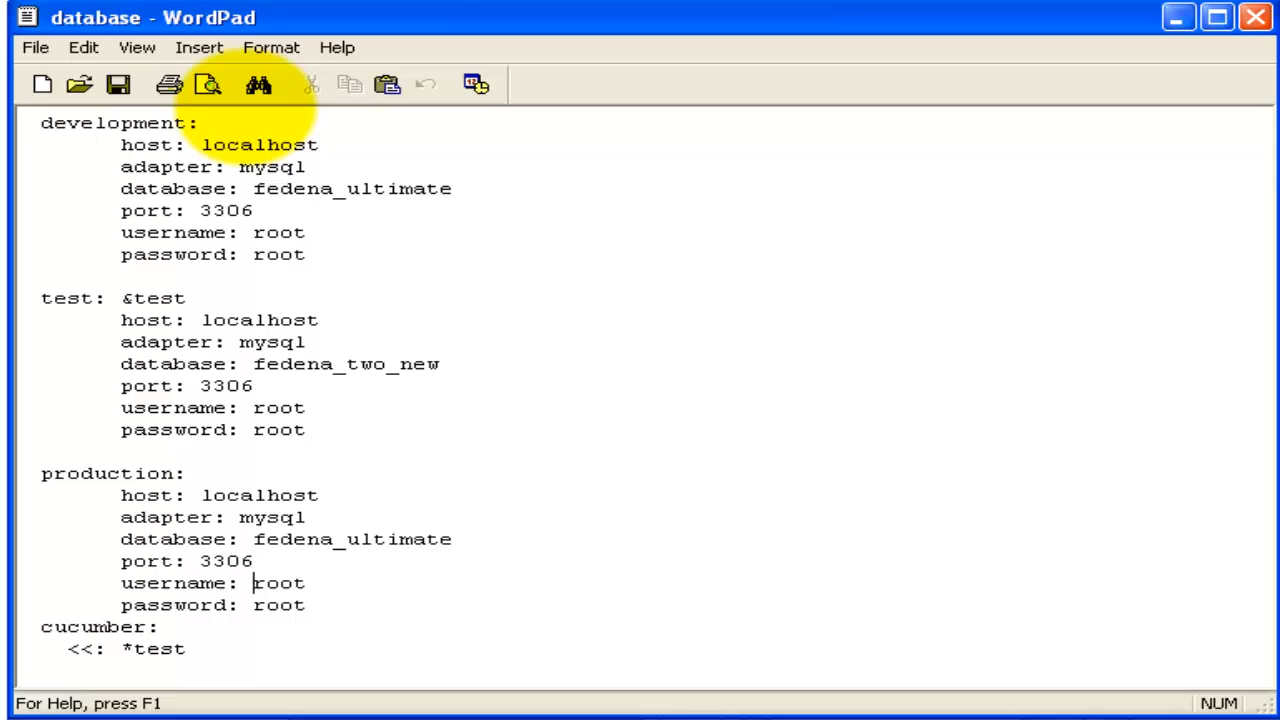 database - WordPad
File Edit View Insert Format Help
development:
host: localhost
adapter: mysql
database: fedena_ultimate
port: 3306
username: root
password: root
test: &test
host: localhost
adapter: mysql
database: fedena_two_new
port: 3306
username: root
password: root
production:
host: localhost
adapter: mysql
database: fedena_ultimate
port: 3306
username: root
password: root
cucumber:
<<: *test
For Help, press F1
NUM